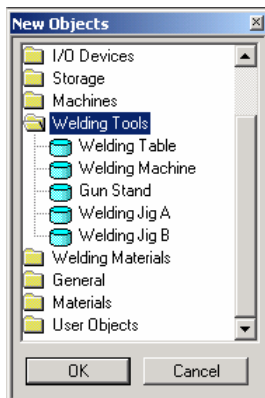 New Objects
I/O Devices
Storage
Machines
Welding Tools
Welding Table
Welding Machine
Gun Stand
Welding Jig A
Welding Jig B
Welding Materials
General
Materials
User Objects
OK
Cancel